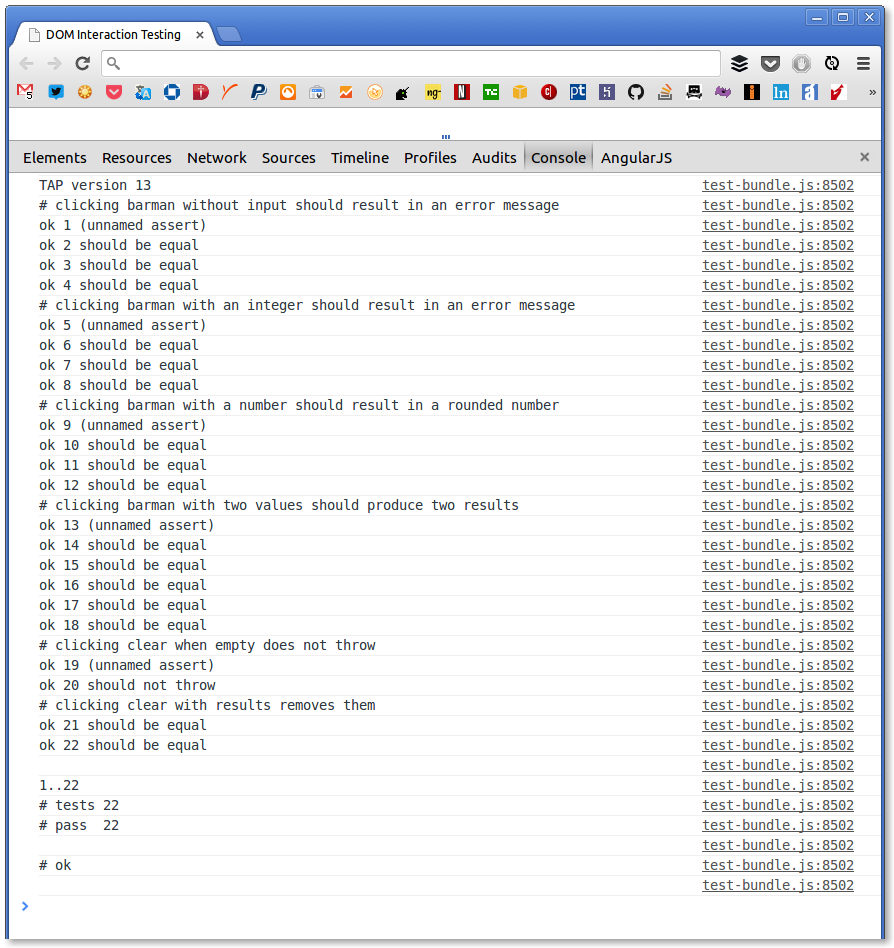 DOM Interaction Testing
5
ng-
N
TC
pt
in
a
Elements Resources Network Sources Timeline Profiles Audits Console AngularJS
TAP version 13 test-bundle.js:8502
# clicking barman without input should result in an error message test-bundle.js:8502
ok 1 (unnamed assert) test-bundle.js:8502
ok 2 should be equal test-bundle.js:8502
ok 3 should be equal test-bundle.js:8502
ok 4 should be equal test-bundle.js:8502
# clicking barman with an integer should result in an error message test-bundle.js:8502
ok 5 (unnamed assert) test-bundle.js:8502
ok 6 should be equal test-bundle.js:8502
ok 7 should be equal test-bundle.js:8502
ok 8 should be equal test-bundle.js:8502
# clicking barman with a number should result in a rounded number test-bundle.js:8502
ok 9 (unnamed assert) test-bundle.js:8502
ok 10 should be equal test-bundle.js:8502
ok 11 should be equal test-bundle.js:8502
ok 12 should be equal test-bundle.js:8502
# clicking barman with two values should produce two results test-bundle.js:8502
ok 13 (unnamed assert) test-bundle.js:8502
ok 14 should be equal test-bundle.js:8502
ok 15 should be equal test-bundle.js:8502
ok 16 should be equal test-bundle.js:8502
ok 17 should be equal test-bundle.js:8502
ok 18 should be equal test-bundle.js:8502
# clicking clear when empty does not throw test-bundle.js:8502
ok 19 (unnamed assert) test-bundle.js:8502
ok 20 should not throw test-bundle.js:8502
# clicking clear with results removes them test-bundle.js:8502
ok 21 should be equal test-bundle.js:8502
ok 22 should be equal test-bundle.js:8502
test-bundle.js:8502
1..22 test-bundle.js:8502
# tests 22 test-bundle.js:8502
# pass  22 test-bundle.js:8502
test-bundle.js:8502
# ok test-bundle.js:8502
test-bundle.js:8502